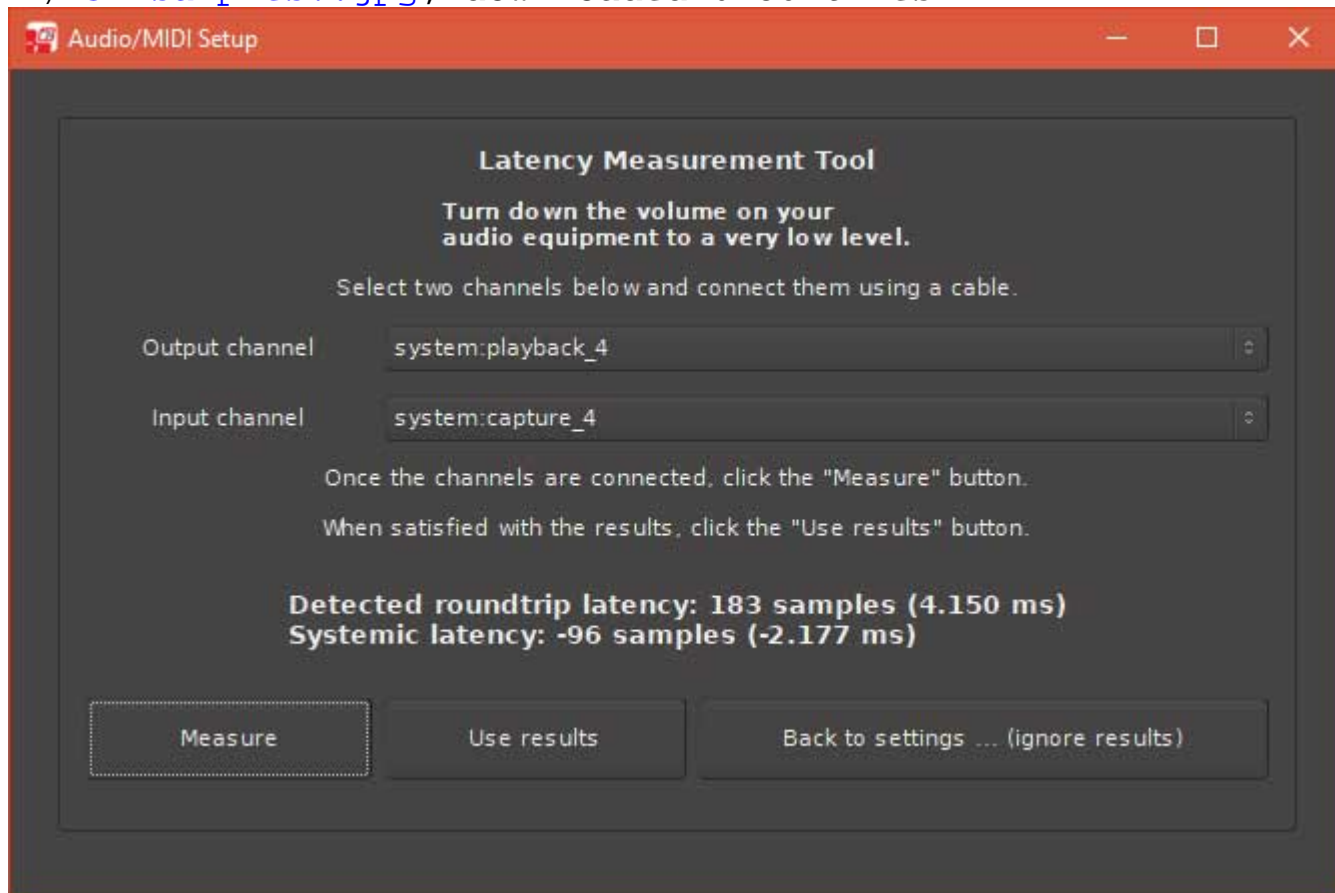 Audio/MIDI Setup
Latency Measurement Tool
Turn down the volume on your
audio equipment to a very low level.
Select two channels below and connect them using a cable.
Output channel system:playback_4
Input channel system:capture_4
Once the channels are connected, click the "Measure" button.
When satisfied with the results, click the "Use results" button.
Detected roundtrip latency: 183 samples (4.150 ms)
Systemic latency: -96 samples (-2.177 ms)
Measure Use results Back to settings ... (ignore results)